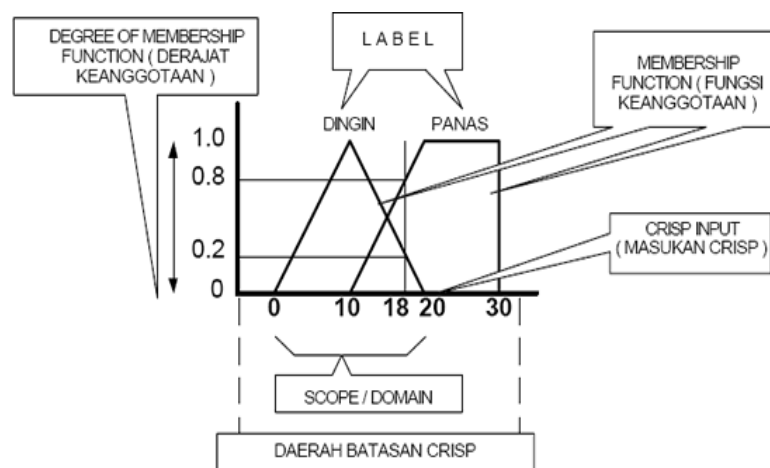 DEGREE OF MEMBERSHIP
FUNCTION ( DERAJAT
KEANGGOTAAN )
L A B E L
MEMBERSHIP
FUNCTION ( FUNGSI
KEANGGOTAAN )
DINGIN
PANAS
1.0
0.8
0.2
0
CRISP INPUT
( MASUKAN CRISP )
0 10 18 20 30
SCOPE / DOMAIN
DAERAH BATASAN CRISP